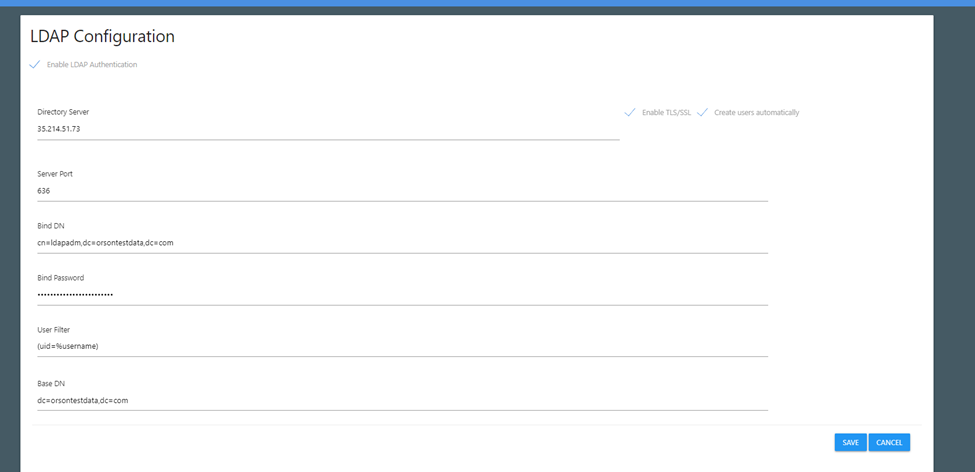 LDAP Configuration
Enable LDAP Authentication
Directory Server
Enable TLS/SSL Create users automatically
35.214.51.73
Server Port
636
Bind DN
cn=ldapadm,dc=orsontestdata,dc=com
Bind Password
••••••••••••••••••••••••
User Filter
(uid=%username)
Base DN
dc=orsontestdata,dc=com
SAVE CANCEL